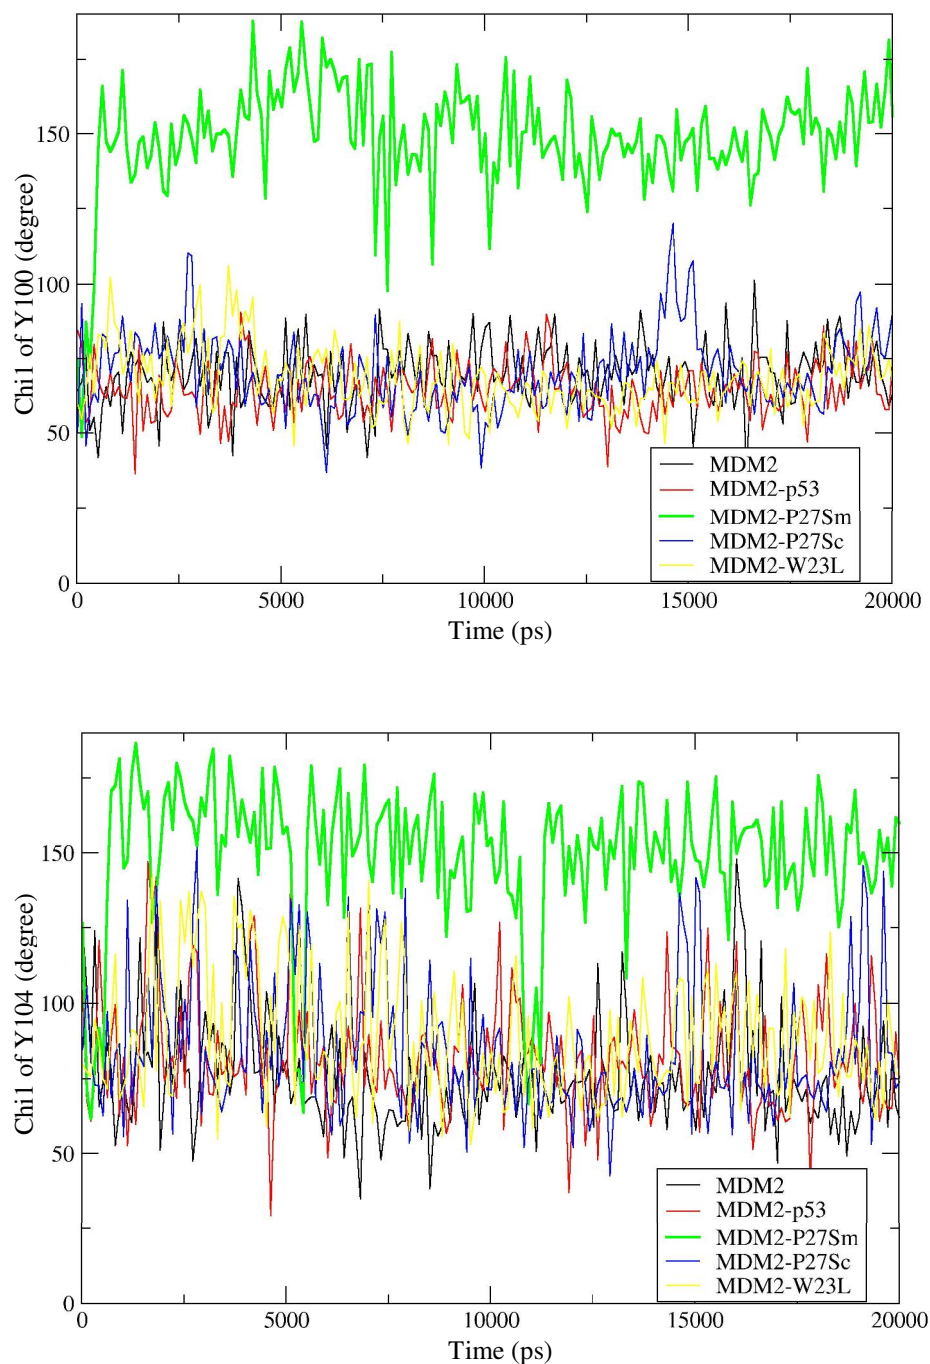 150
100
50
0
Chi1 of Y100 (degree)
MDM2
MDM2-p53
MDM2-P27Sm
MDM2-P27Sc
MDM2-W23L
0 5000 10000 15000 20000
Time (ps)
150
100
50
0
Chi1 of Y104 (degree)
MDM2
MDM2-p53
MDM2-P27Sm
MDM2-P27Sc
MDM2-W23L
0 5000 10000 15000 20000
Time (ps)